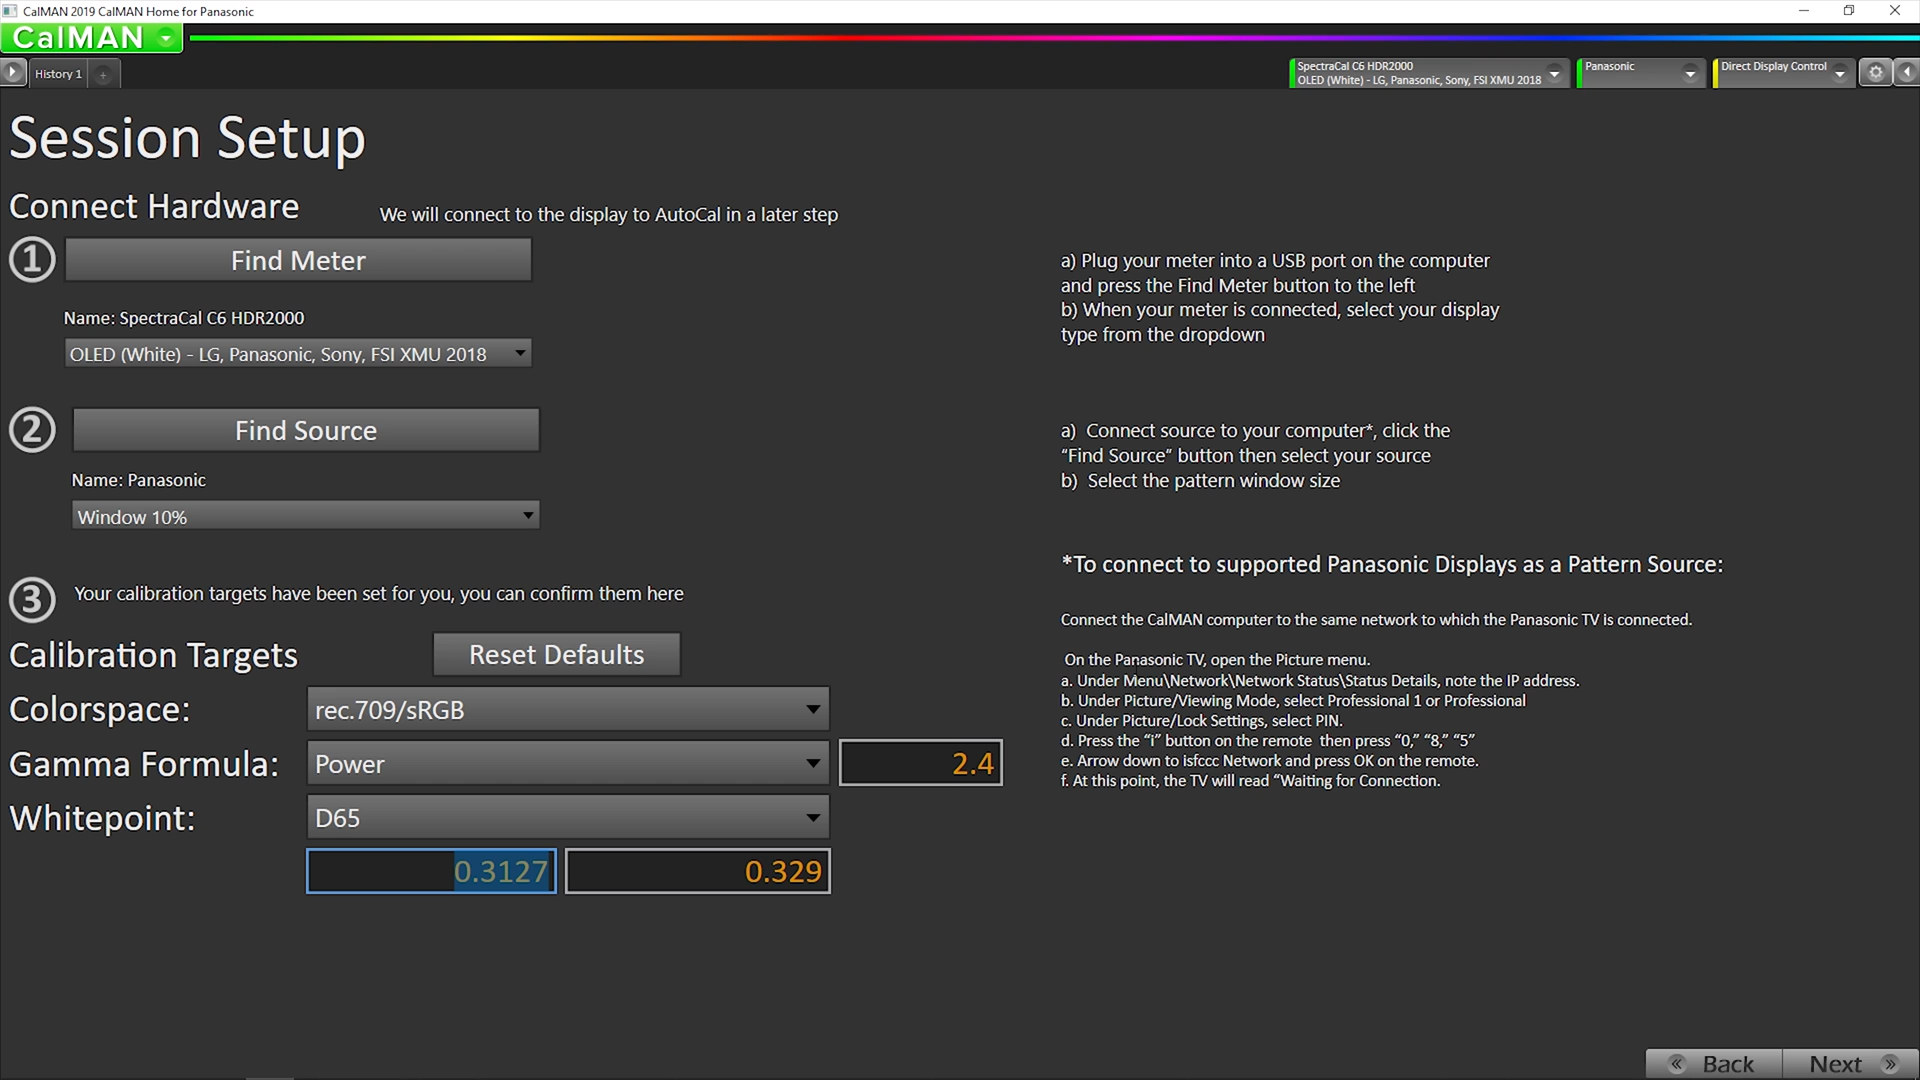 CalMAN 2019 CalMAN Home for Panasonic
CalMAN
History 1
SpectraCal C6 HDR2000
OLED (White) - LG, Panasonic, Sony, FSI XMU 2018
Panasonic
Direct Display Control
Session Setup
Connect Hardware
We will connect to the display to AutoCal in a later step
1
Find Meter
Name: SpectraCal C6 HDR2000
OLED (White) - LG, Panasonic, Sony, FSI XMU 2018
a) Plug your meter into a USB port on the computer
and press the Find Meter button to the left
b) When your meter is connected, select your display
type from the dropdown
2
Find Source
Name: Panasonic
Window 10%
a)  Connect source to your computer*, click the
“Find Source” button then select your source
b)  Select the pattern window size
3
Your calibration targets have been set for you, you can confirm them here
Calibration Targets
Reset Defaults
Colorspace:
rec.709/sRGB
Gamma Formula:
Power
2.4
Whitepoint:
D65
0.3127
0.329
*To connect to supported Panasonic Displays as a Pattern Source:
Connect the CalMAN computer to the same network to which the Panasonic TV is connected.
On the Panasonic TV, open the Picture menu.
a. Under Menu\Network\Network Status\Status Details, note the IP address.
b. Under Picture/Viewing Mode, select Professional 1 or Professional
c. Under Picture/Lock Settings, select PIN.
d. Press the “i” button on the remote  then press “0,” “8,” “5”
e. Arrow down to isfccc Network and press OK on the remote.
f. At this point, the TV will read “Waiting for Connection.
« Back
Next »